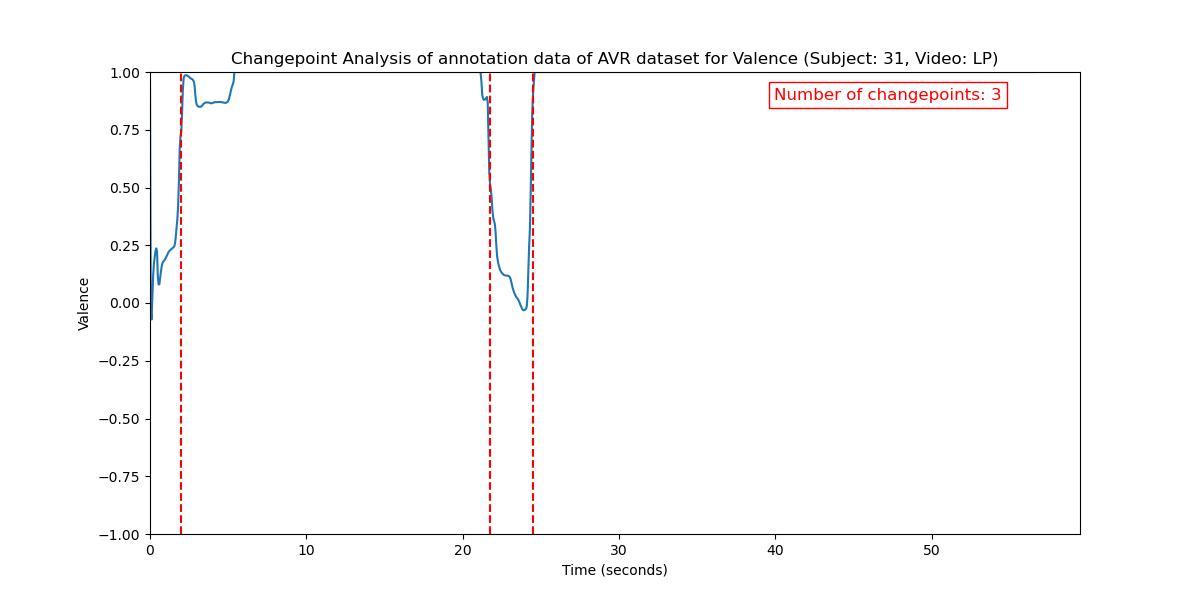 Changepoint Analysis of annotation data of AVR dataset for Valence (Subject: 31, Video: LP)
Number of changepoints: 3
1.00
0.75
0.50
0.25
0.00
−0.25
−0.50
−0.75
−1.00
Valence
0 10 20 30 40 50
Time (seconds)